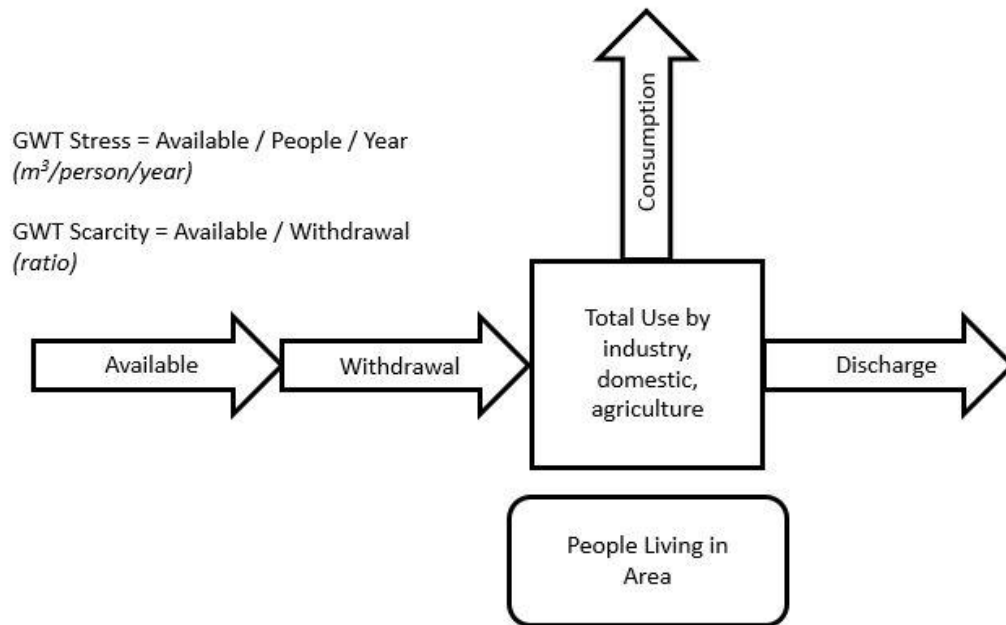 Consumption
GWT Stress = Available / People / Year
(m³/person/year)
GWT Scarcity = Available / Withdrawal
(ratio)
Available
Withdrawal
Total Use by
industry,
domestic,
agriculture
Discharge
People Living in
Area